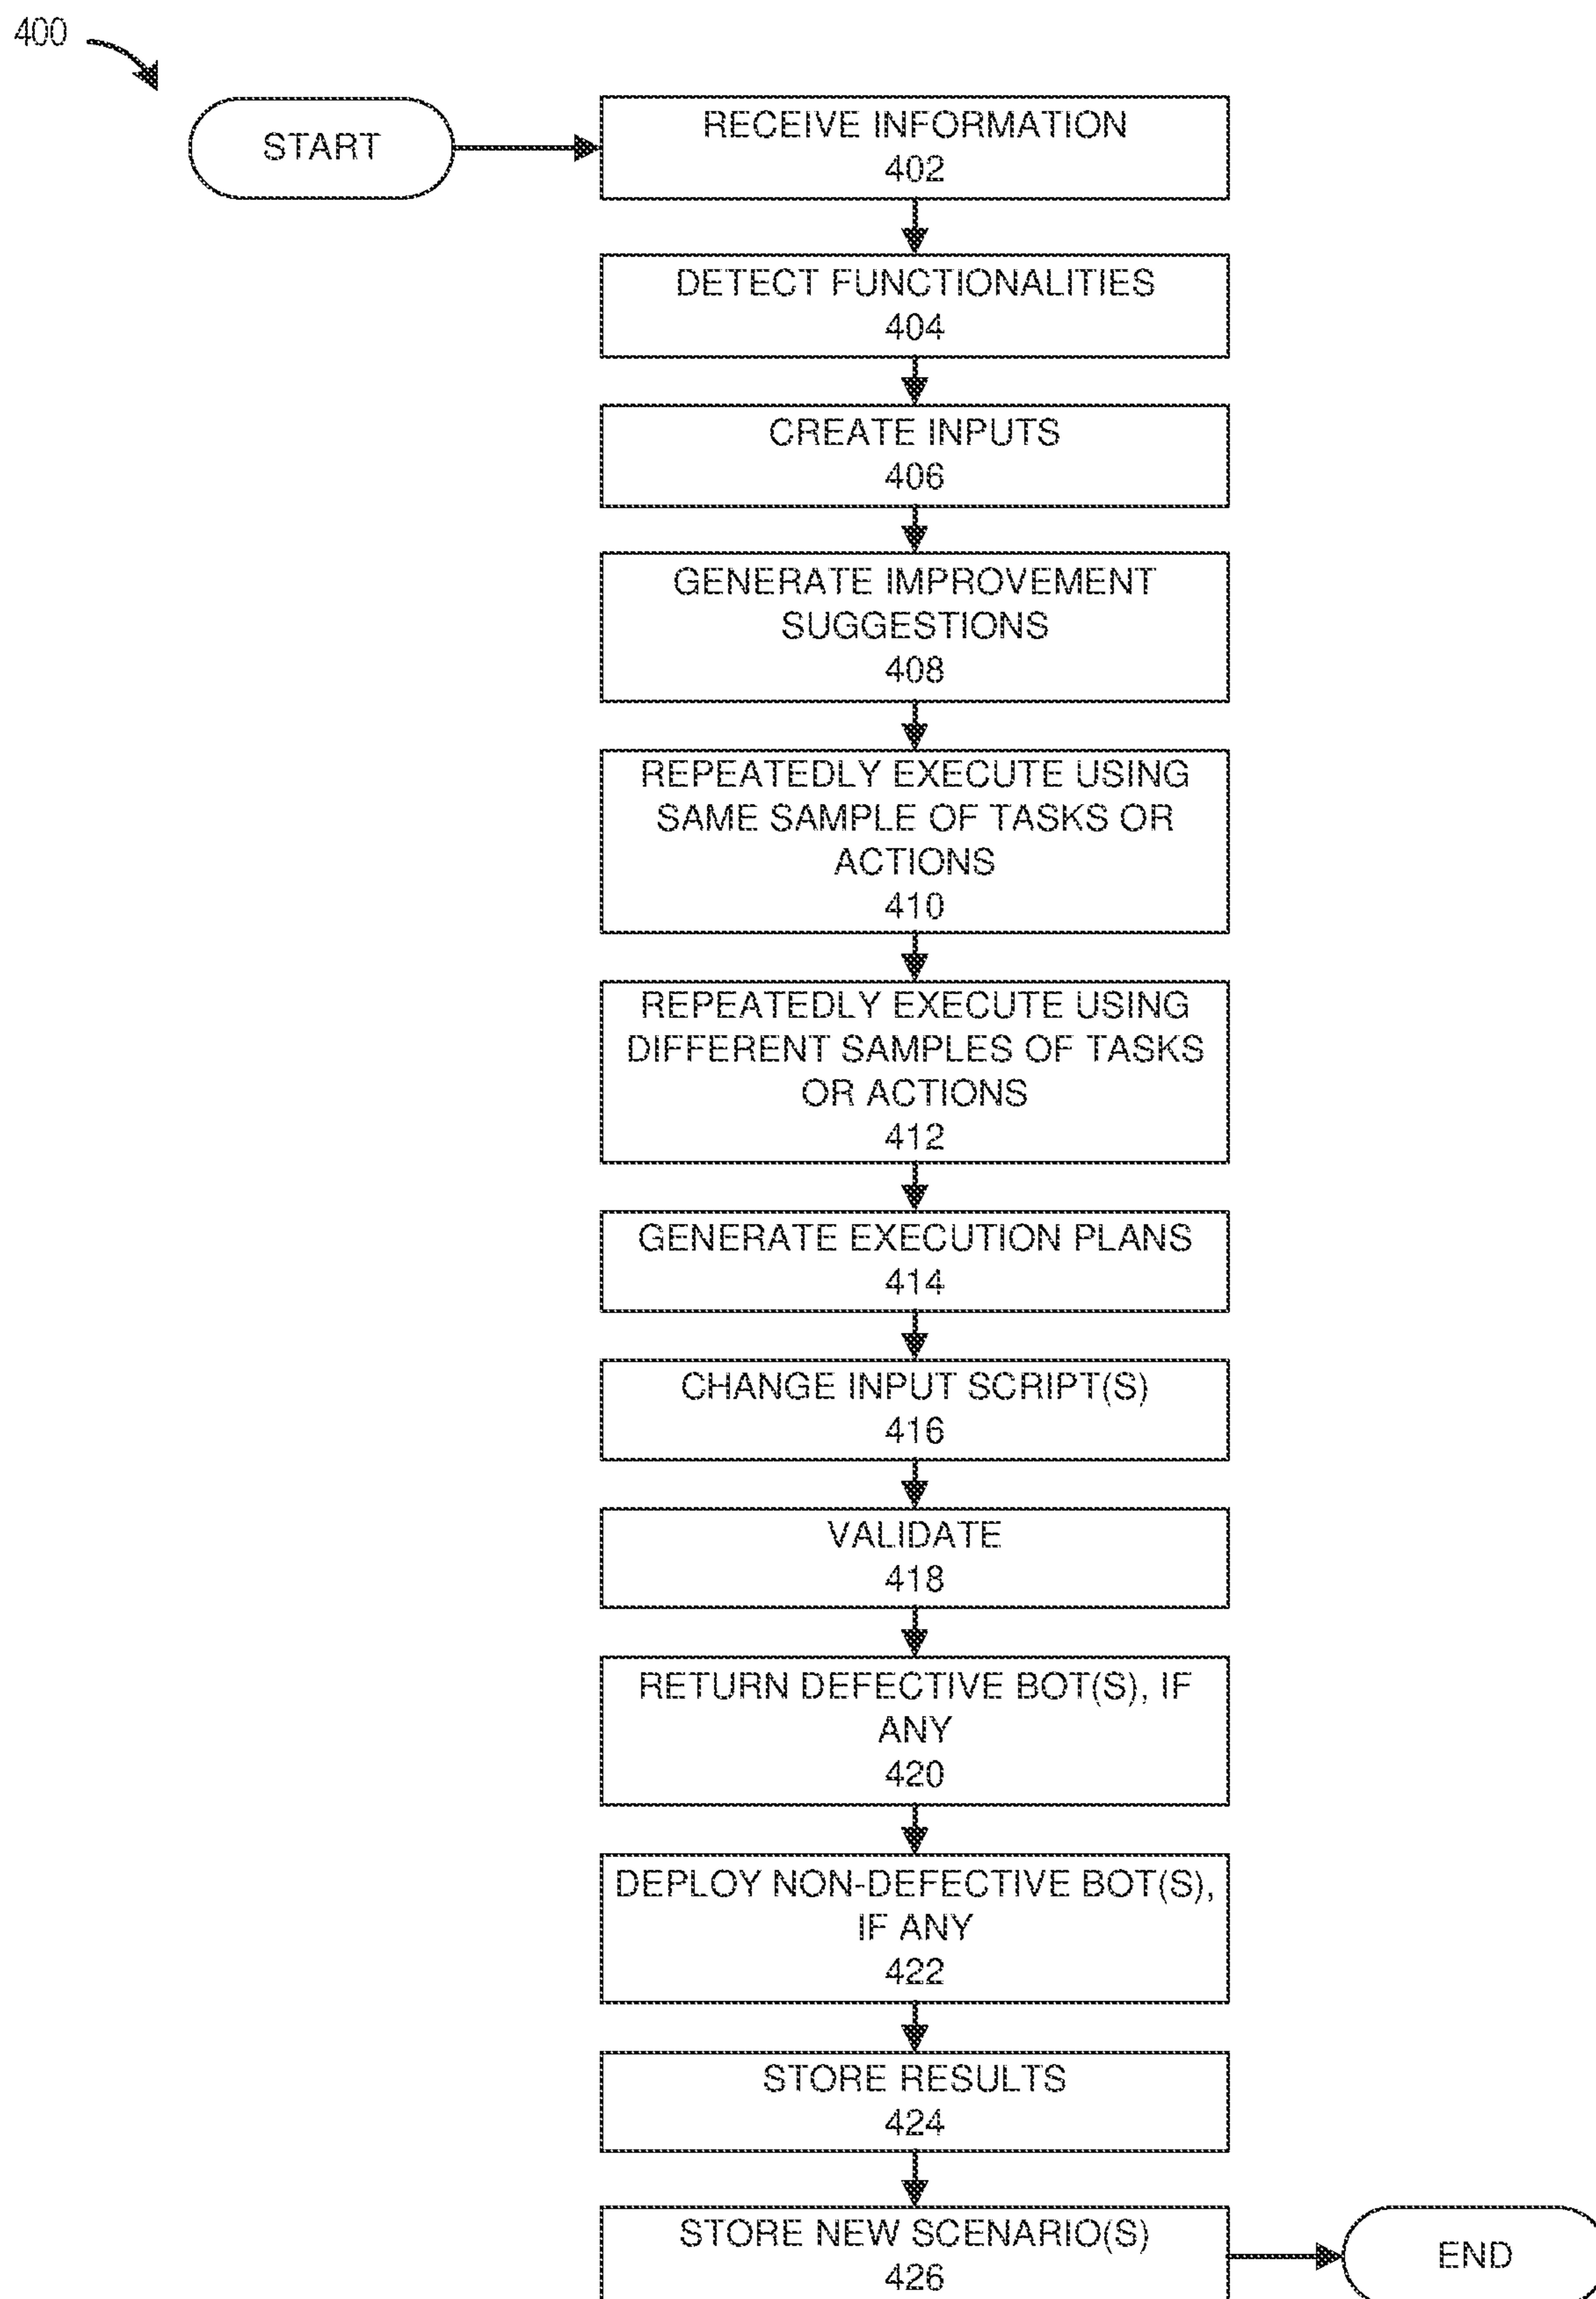 400
START
RECEIVE INFORMATION
402
DETECT FUNCTIONALITIES
404
CREATE INPUTS
406
GENERATE IMPROVEMENT
SUGGESTIONS
408
REPEATEDLY EXECUTE USING
SAME SAMPLE OF TASKS OR
ACTIONS
410
REPEATEDLY EXECUTE USING
DIFFERENT SAMPLES OF TASKS
OR ACTIONS
412
GENERATE EXECUTION PLANS
414
CHANGE INPUT SCRIPT(S)
416
VALIDATE
418
RETURN DEFECTIVE BOT(S), IF
ANY
420
DEPLOY NON-DEFECTIVE BOT(S),
IF ANY
422
STORE RESULTS
424
STORE NEW SCENARIO(S)
426
END